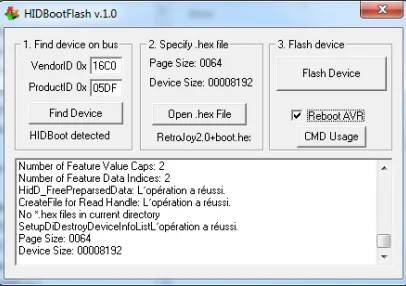 HIDBootFlash v.1.0
1. Find device on bus
VendorID 0x 16C0
ProductID 0x 05DF
Find Device
HIDBoot detected
2. Specify .hex file
Page Size: 0064
Device Size: 00008192
Open .hex File
RetroJoy2.0+boot.he:
3. Flash device
Flash Device
Reboot AVR
CMD Usage
Number of Feature Value Caps: 2
Number of Feature Data Indices: 2
HidD_FreePreparsedData: L´opération a réussi.
CreateFile for Read Handle: L´opération a réussi.
No *.hex files in current directory
SetupDiDestroyDeviceInfoListL´opération a réussi.
Page Size: 0064
Device Size: 00008192